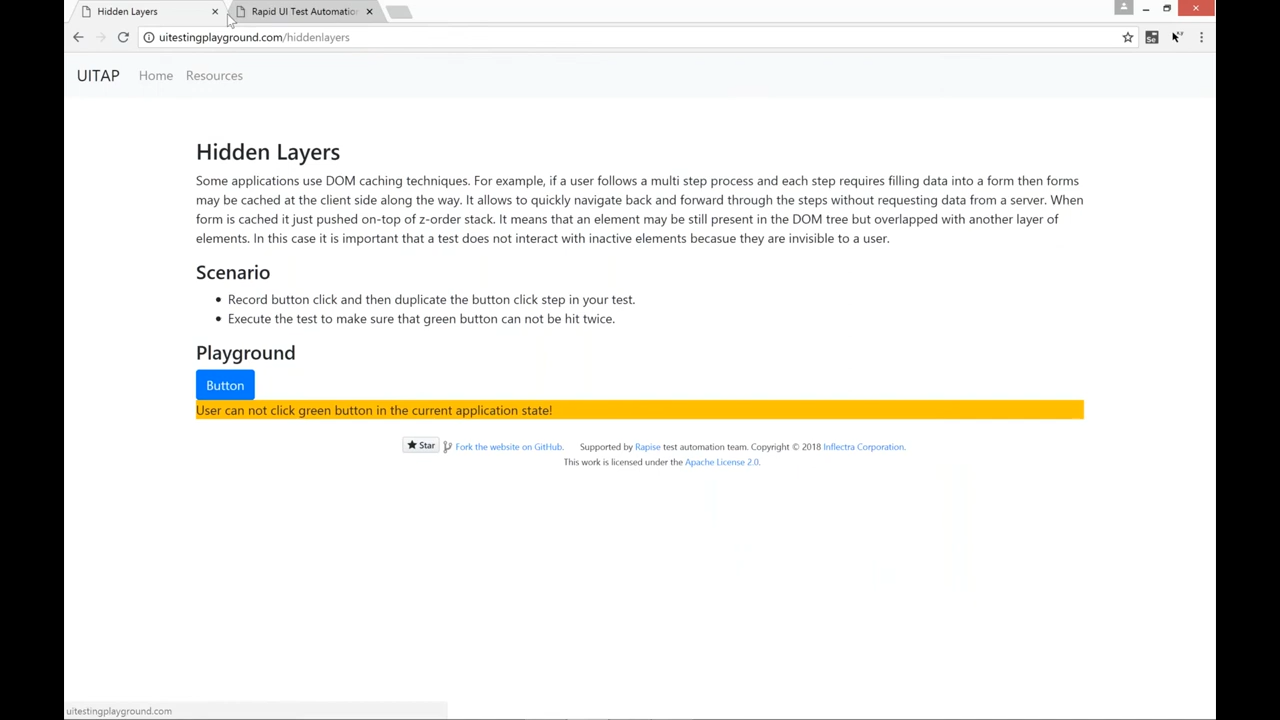 Hidden Layers
Rapid UI Test Automation
uitestingplayground.com/hiddenlayers
UITAP Home Resources
Hidden Layers
Some applications use DOM caching techniques. For example, if a user follows a multi step process and each step requires filling data into a form then forms
may be cached at the client side along the way. It allows to quickly navigate back and forward through the steps without requesting data from a server. When
form is cached it just pushed on-top of z-order stack. It means that an element may be still present in the DOM tree but overlapped with another layer of
elements. In this case it is important that a test does not interact with inactive elements becasue they are invisible to a user.
Scenario
Record button click and then duplicate the button click step in your test.
Execute the test to make sure that green button can not be hit twice.
Playground
Button
User can not click green button in the current application state!
Star Fork the website on GitHub. Supported by Rapise test automation team. Copyright © 2018 Inflectra Corporation.
This work is licensed under the Apache License 2.0.
uitestingplayground.com